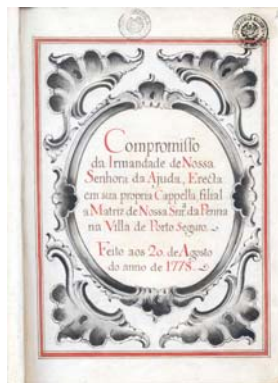 Compromiſſo
da Irmandade de Nossa
Senhora da Ajuda, Erecta
em sua propria Cappella, filial
a Matriz de Nossa Snrª da Penna
na Villa de Porto Seguro.
Feito aos 20. de Agosto
do anno de 1778.